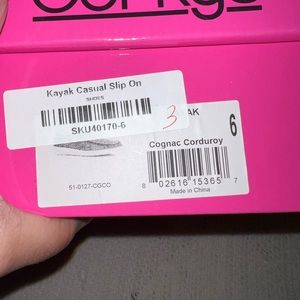 Kayak Casual Slip On
SHOES
SKU40170-6
3
AK
6
Cognac Corduroy
51-0127-CGCO
8 02616 15365 7
Made in China